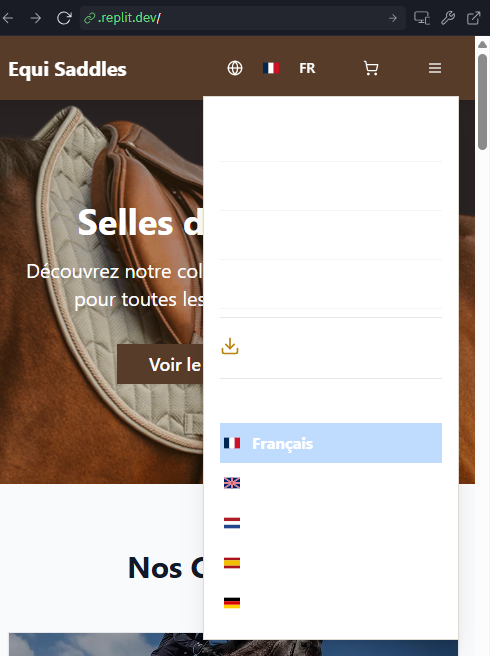 .replit.dev/
Equi Saddles
FR
Selles d
Découvrez notre col
pour toutes les
Voir le
Français
Nos